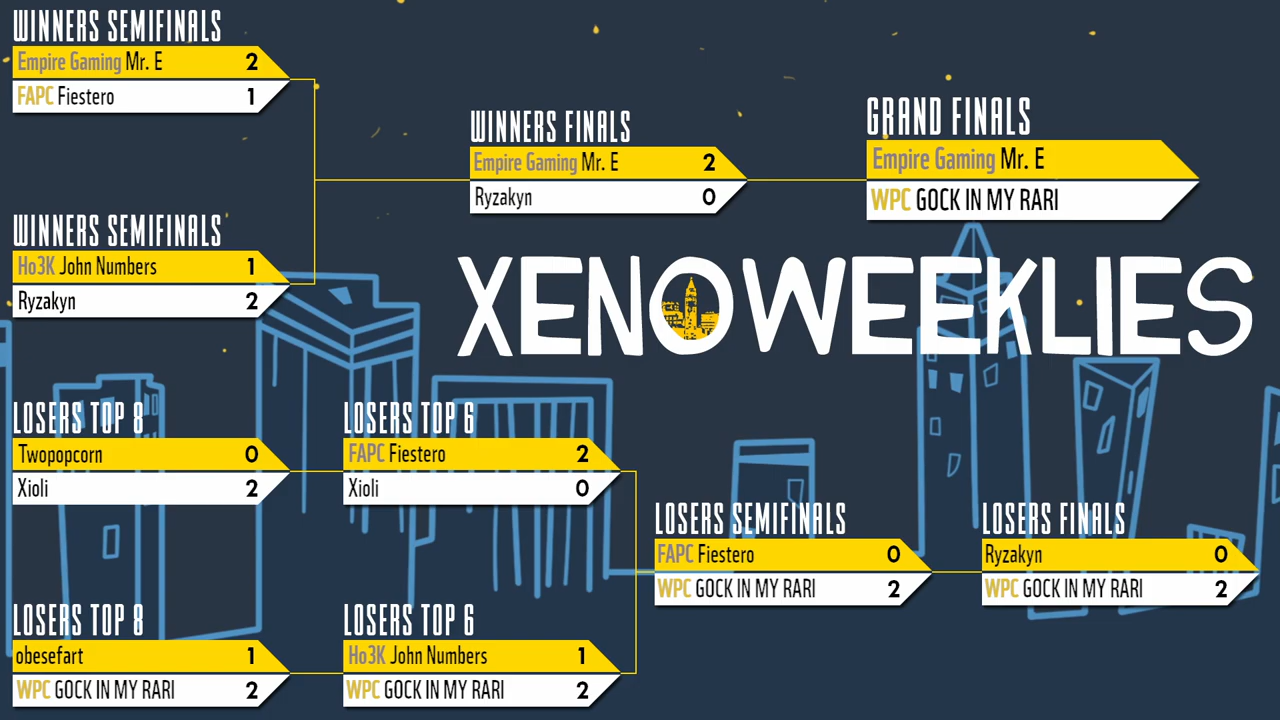 WINNERS SEMIFINALS
Empire Gaming Mr. E 2
FAPC Fiestero 1
WINNERS FINALS
Empire Gaming Mr. E 2
Ryzakyn 0
GRAND FINALS
Empire Gaming Mr. E
WPC GOCK IN MY RARI
WINNERS SEMIFINALS
Ho3K John Numbers 1
Ryzakyn 2
XENOWEEKLIES
LOSERS TOP 8
Twopopcorn 0
Xioli 2
LOSERS TOP 6
FAPC Fiestero 2
Xioli 0
LOSERS SEMIFINALS
FAPC Fiestero 0
WPC GOCK IN MY RARI 2
LOSERS FINALS
Ryzakyn 0
WPC GOCK IN MY RARI 2
LOSERS TOP 8
obesefart 1
WPC GOCK IN MY RARI 2
LOSERS TOP 6
Ho3K John Numbers 1
WPC GOCK IN MY RARI 2